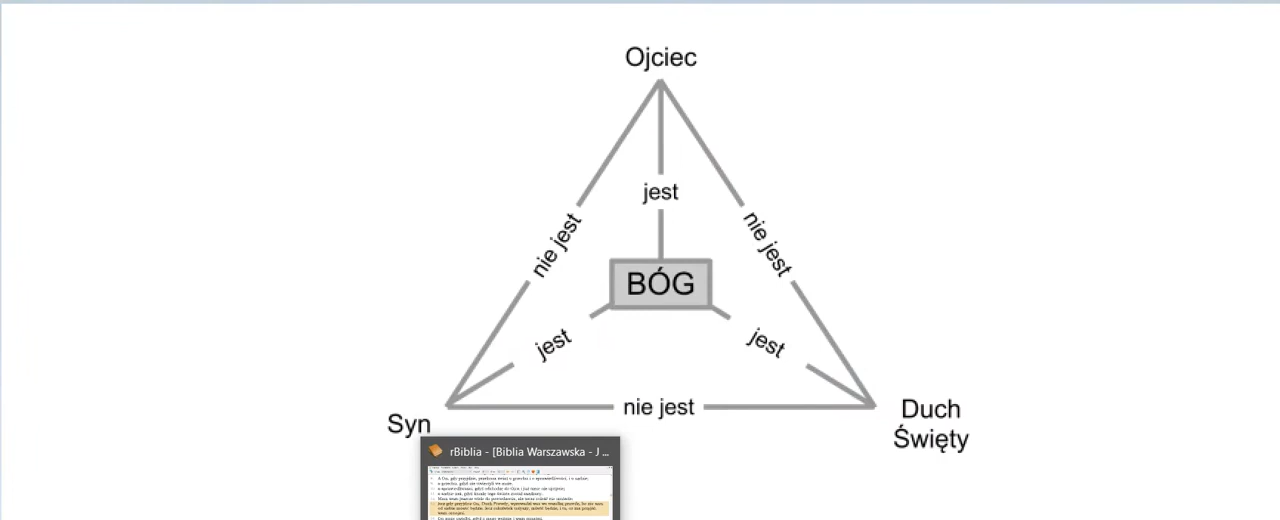 Ojciec
jest
nie jest
nie jest
BÓG
jest
jest
nie jest
Syn
Duch
Święty
rBiblia - [Biblia Warszawska - J ...